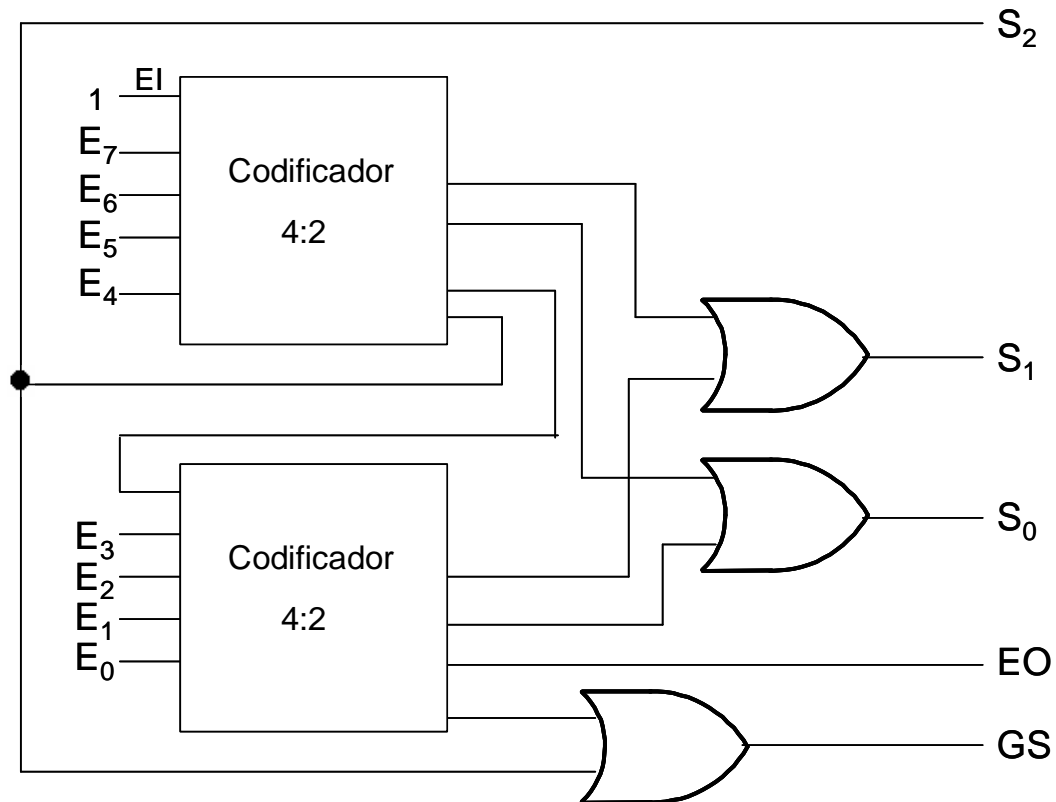 S₂
EI
1
E₇
E₆
E₅
E₄
Codificador
4:2
S₁
S₀
E₃
E₂
E₁
E₀
Codificador
4:2
EO
GS